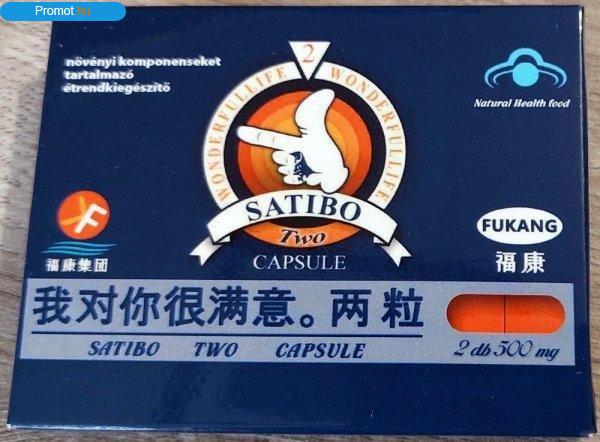 Promot.hu
növényi komponenseket
tartalmazó
étrendkiegészítő
2
WONDERFULLIFE WONDERFULLIFE
Natural Health food
SATIBO
Two
CAPSULE
F
福康集团
FUKANG
福康
我对你很满意。两粒
SATIBO TWO CAPSULE
2 db 500 mg